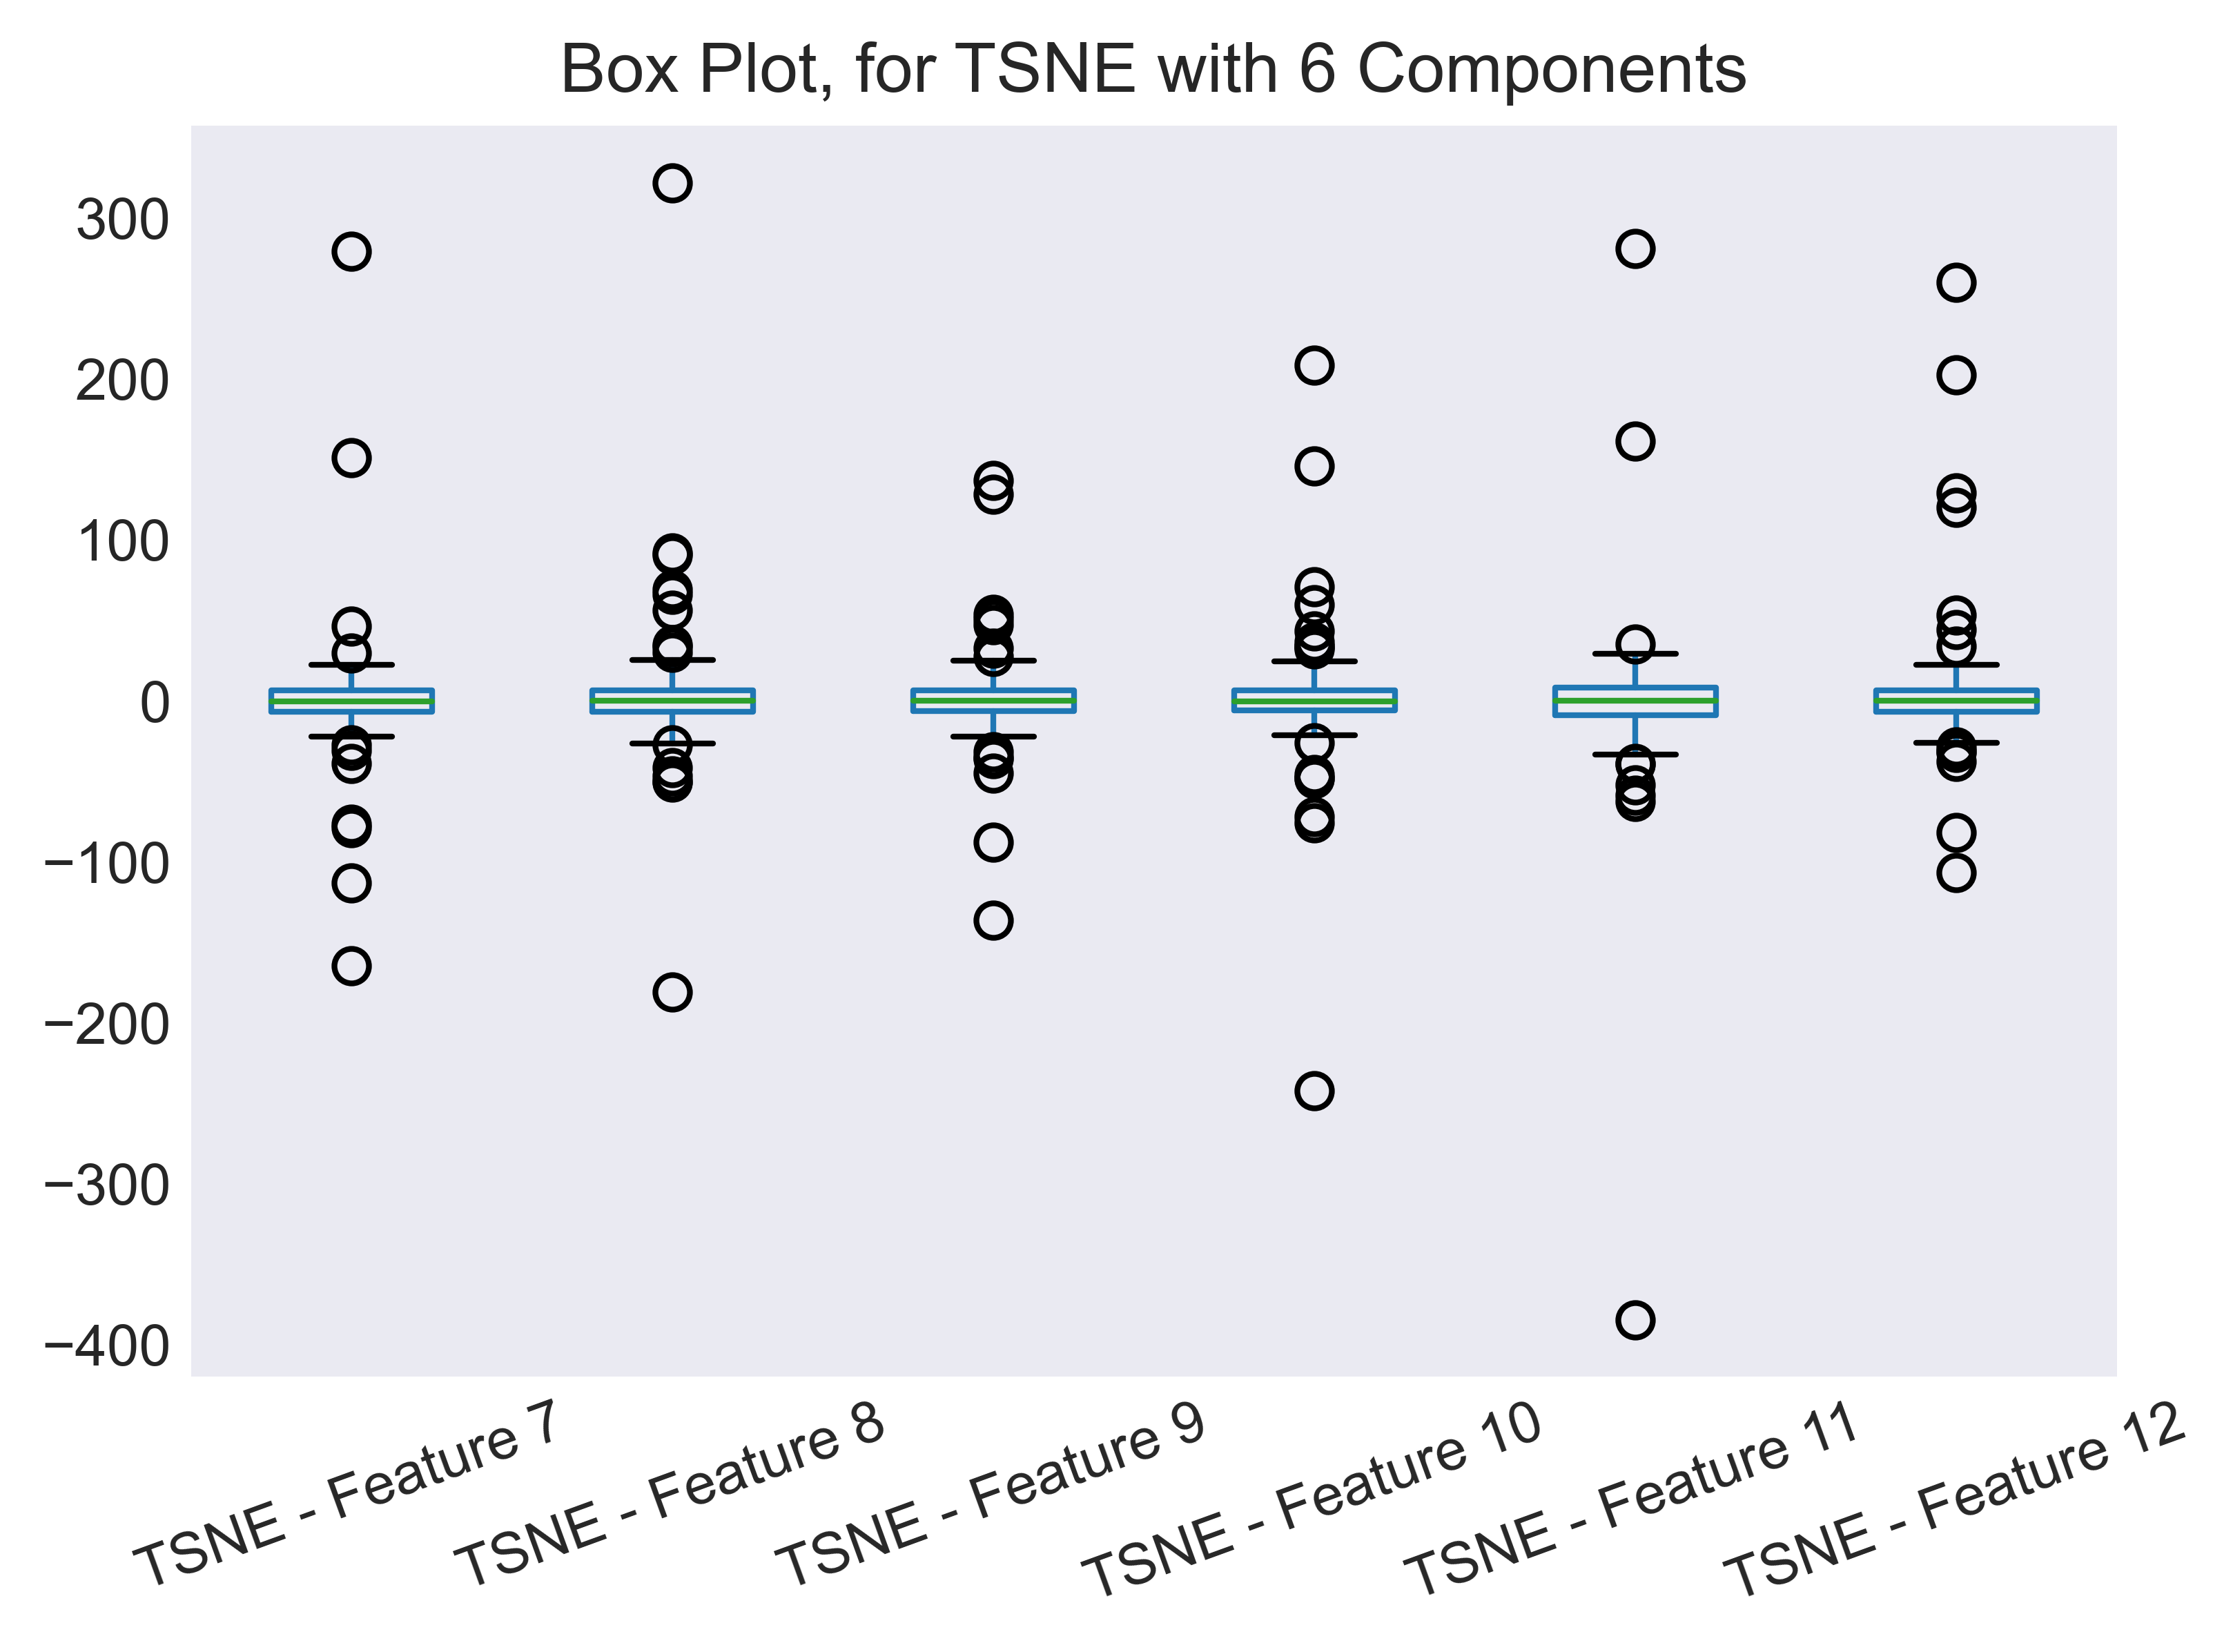 Box Plot, for TSNE with 6 Components
300
200
100
0
−100
−200
−300
−400
TSNE - Feature 7
TSNE - Feature 8
TSNE - Feature 9
TSNE - Feature 10
TSNE - Feature 11
TSNE - Feature 12